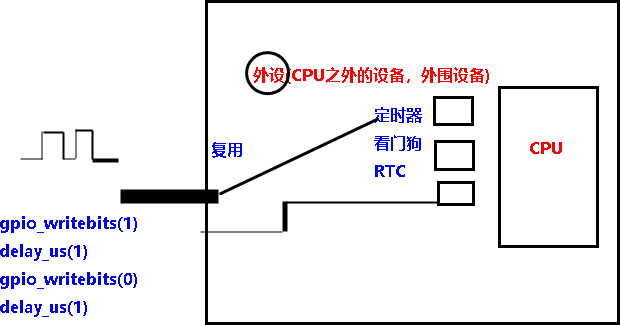 外设(CPU之外的设备，外围设备)
定时器
看门狗
RTC
CPU
复用
gpio_writebits(1)
delay_us(1)
gpio_writebits(0)
delay_us(1)